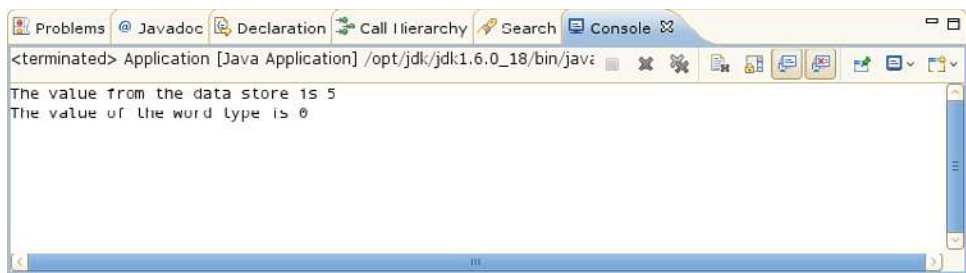 Problems @ Javadoc Declaration Call Hierarchy Search Console
<terminated> Application [Java Application] /opt/jdk/jdk1.6.0_18/bin/java
The value from the data store is 5
The value of the word type is 0